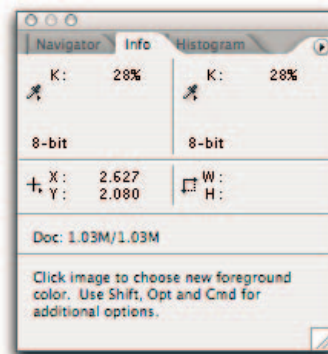 Navigator Info Histogram
K: 28% K: 28%
8-bit 8-bit
X: 2.627 W:
Y: 2.080 H:
Doc: 1.03M/1.03M
Click image to choose new foreground
color. Use Shift, Opt and Cmd for
additional options.